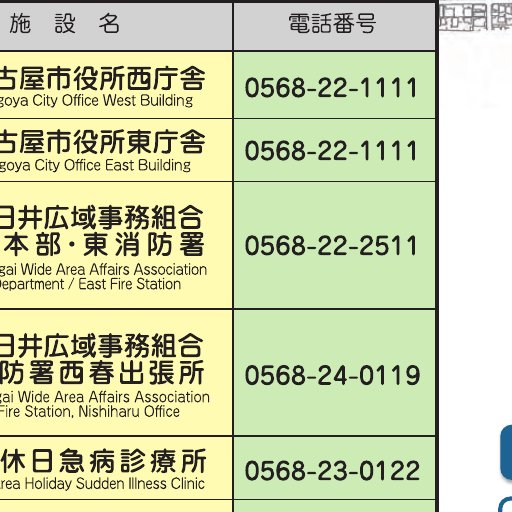 施設名 電話番号
古屋市役所西庁舎
goya City Office West Building
0568-22-1111
古屋市役所東庁舎
goya City Office East Building
0568-22-1111
日井広域事務組合
本部・東消防署
gai Wide Area Affairs Association
Department / East Fire Station
0568-22-2511
日井広域事務組合
防署西春出張所
gai Wide Area Affairs Association
Fire Station, Nishiharu Office
0568-24-0119
休日急病診療所
rea Holiday Sudden Illness Clinic
0568-23-0122